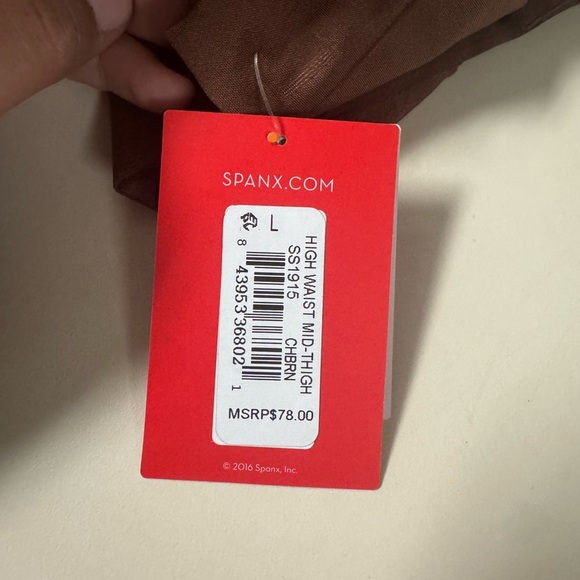 SPANX.COM
L
HIGH WAIST MID-THIGH
SS1915 CHBRN
8 43953 36802 1
MSRP$78.00
© 2016 Spanx, Inc.